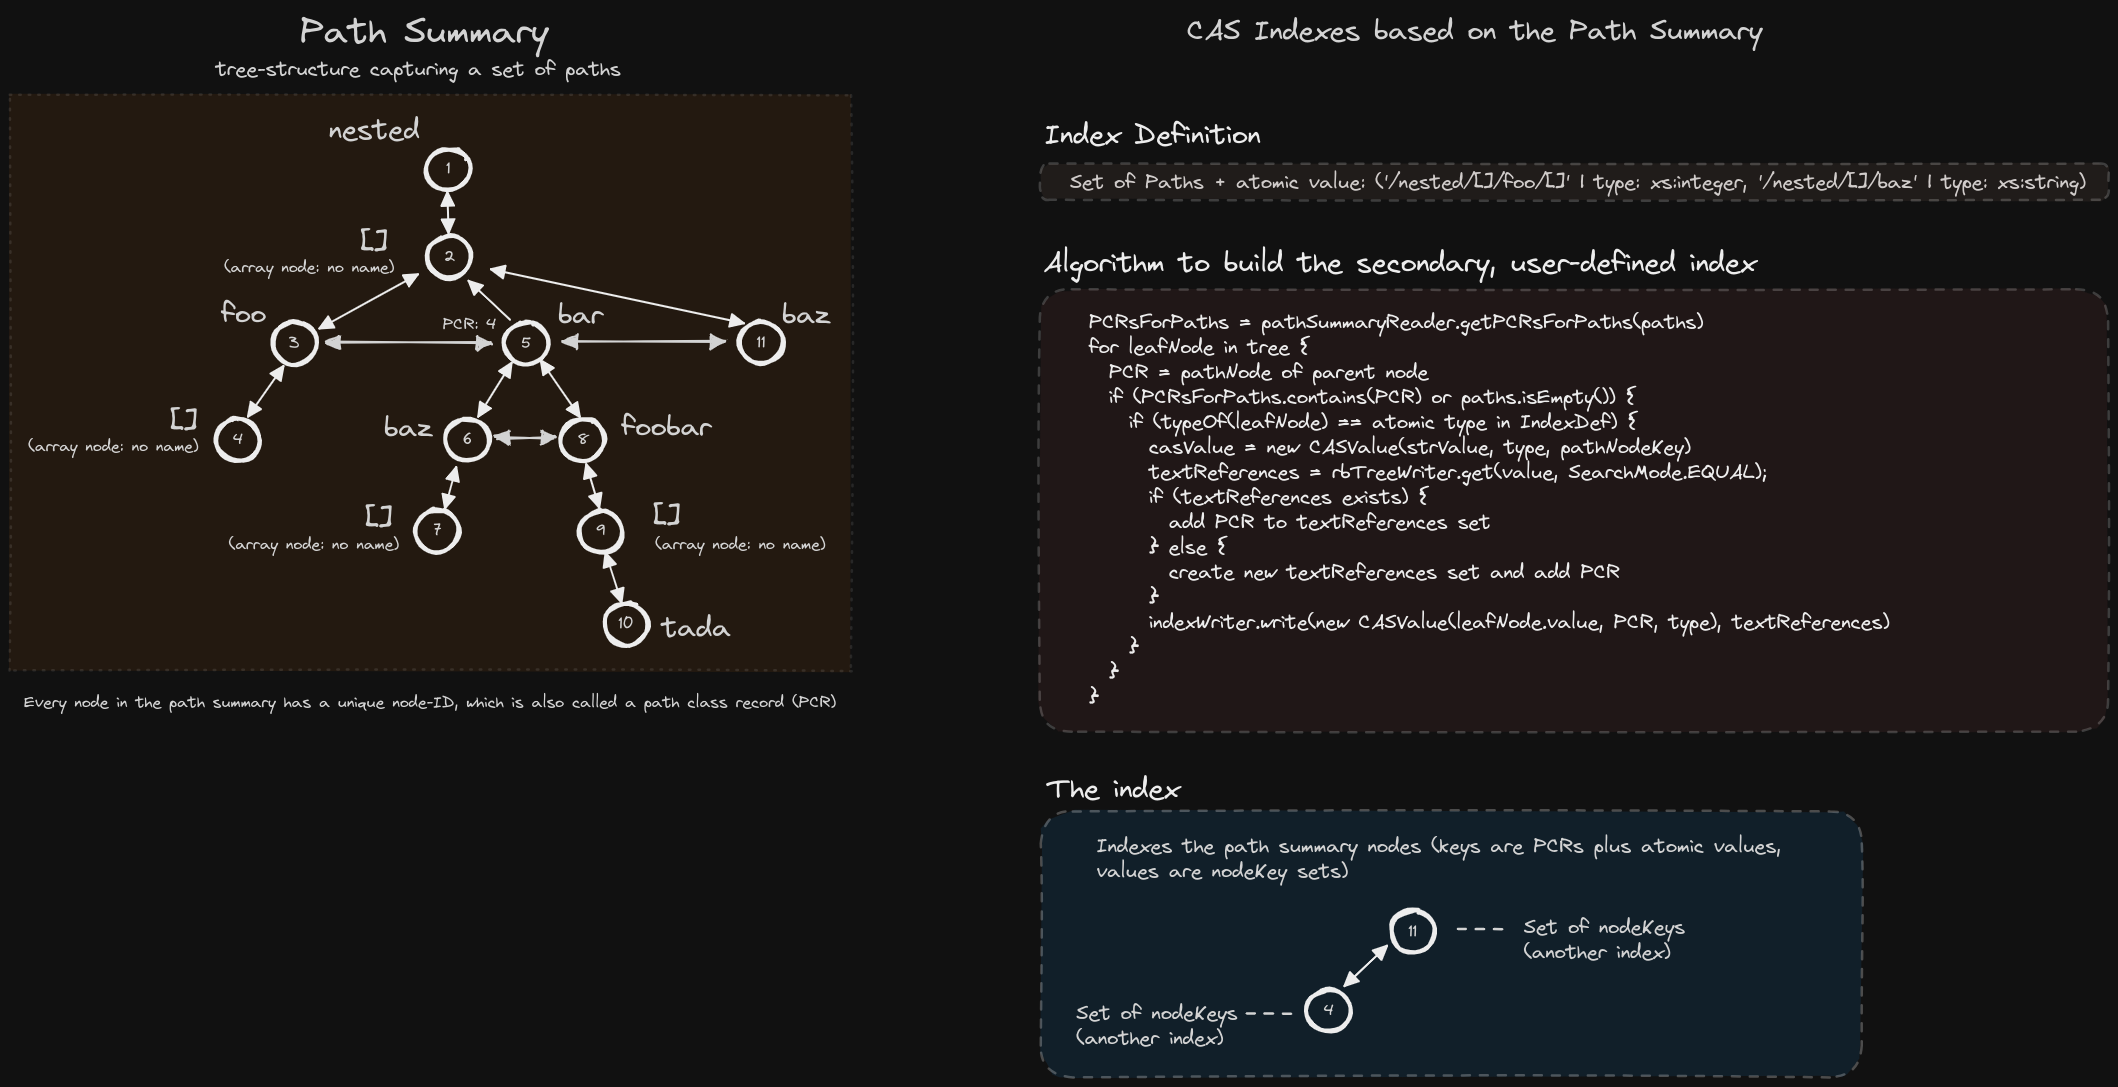 Path Summary
tree-structure capturing a set of paths
nested
1
[]
(array node: no name)
2
foo
3
PCR: 4
5
bar
baz
11
[]
(array node: no name)
4
baz
6
8
foobar
[]
(array node: no name)
7
9
[]
(array node: no name)
10
tada
Every node in the path summary has a unique node-ID, which is also called a path class record (PCR)
CAS Indexes based on the Path Summary
Index Definition
Set of Paths + atomic value: ('/nested/[]/foo/[]' | type: xs:integer, '/nested/[]/baz' | type: xs:string)
Algorithm to build the secondary, user-defined index
PCRsForPaths = pathSummaryReader.getPCRsForPaths(paths)
for leafNode in tree {
PCR = pathNode of parent node
if (PCRsForPaths.contains(PCR) or paths.isEmpty()) {
if (typeOf(leafNode) == atomic type in IndexDef) {
casValue = new CASValue(strValue, type, pathNodeKey)
textReferences = rbTreeWriter.get(value, SearchMode.EQUAL);
if (textReferences exists) {
add PCR to textReferences set
} else {
create new textReferences set and add PCR
}
indexWriter.write(new CASValue(leafNode.value, PCR, type), textReferences)
}
}
}
The index
Indexes the path summary nodes (keys are PCRs plus atomic values,
values are nodeKey sets)
11
Set of nodeKeys
(another index)
Set of nodeKeys
(another index)
4